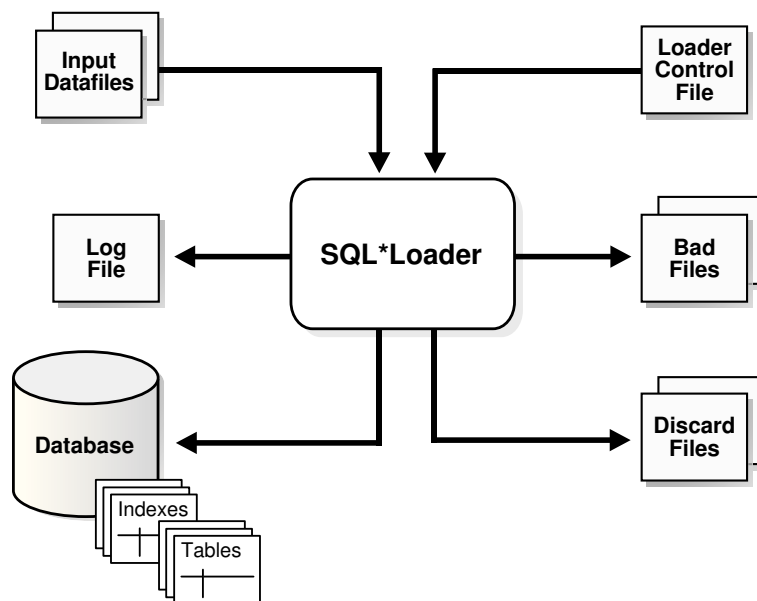 Input
Datafiles
Loader
Control
File
Log
File
SQL*Loader
Bad
Files
Database
Discard
Files
Indexes
Tables